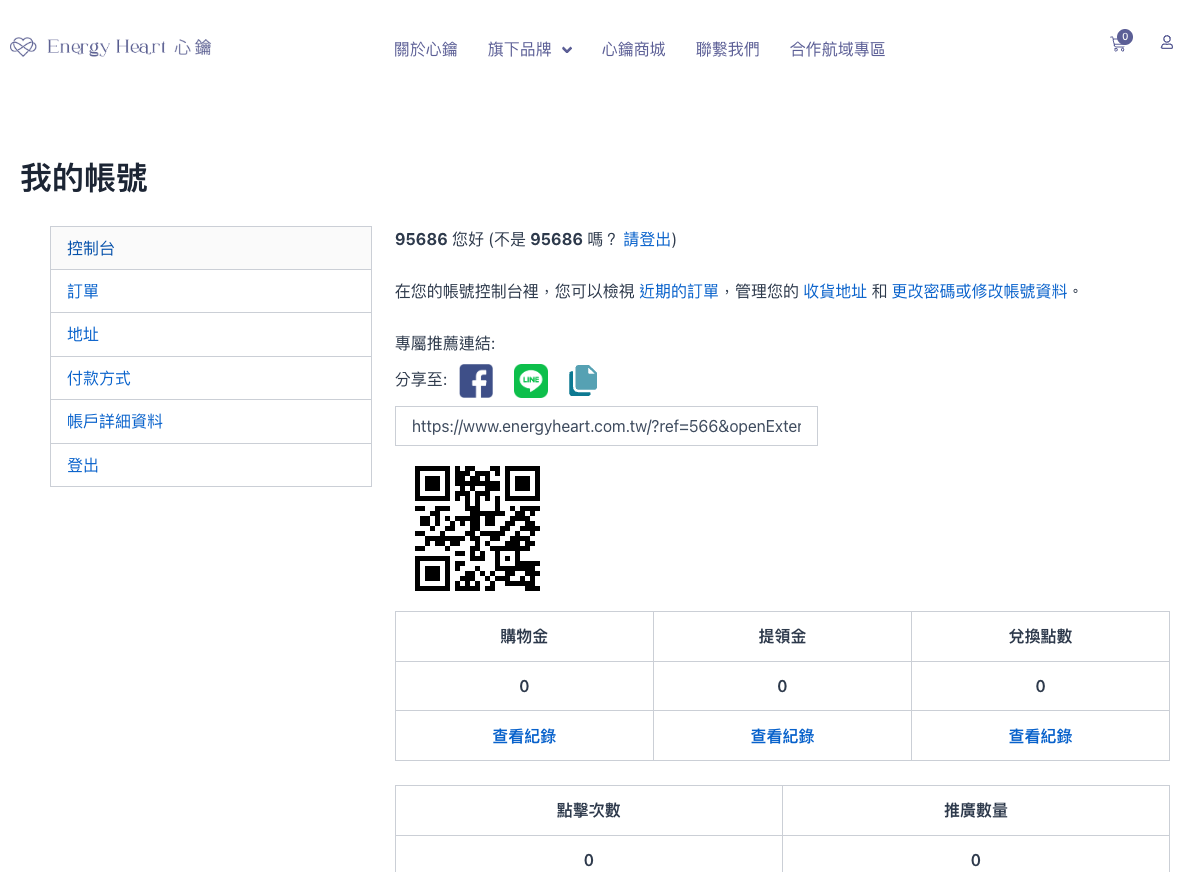 Energy Heart 心鑰
關於心鑰 旗下品牌 心鑰商城 聯繫我們 合作航域專區
0
我的帳號
控制台
訂單
地址
付款方式
帳戶詳細資料
登出
95686 您好 (不是 95686 嗎？ 請登出)
在您的帳號控制台裡，您可以檢視 近期的訂單，管理您的 收貨地址 和 更改密碼或修改帳號資料。
專屬推薦連結:
分享至:
LINE
https://www.energyheart.com.tw/?ref=566&openExter
購物金 提領金 兌換點數
0 0 0
查看紀錄 查看紀錄 查看紀錄
點擊次數 推廣數量
0 0